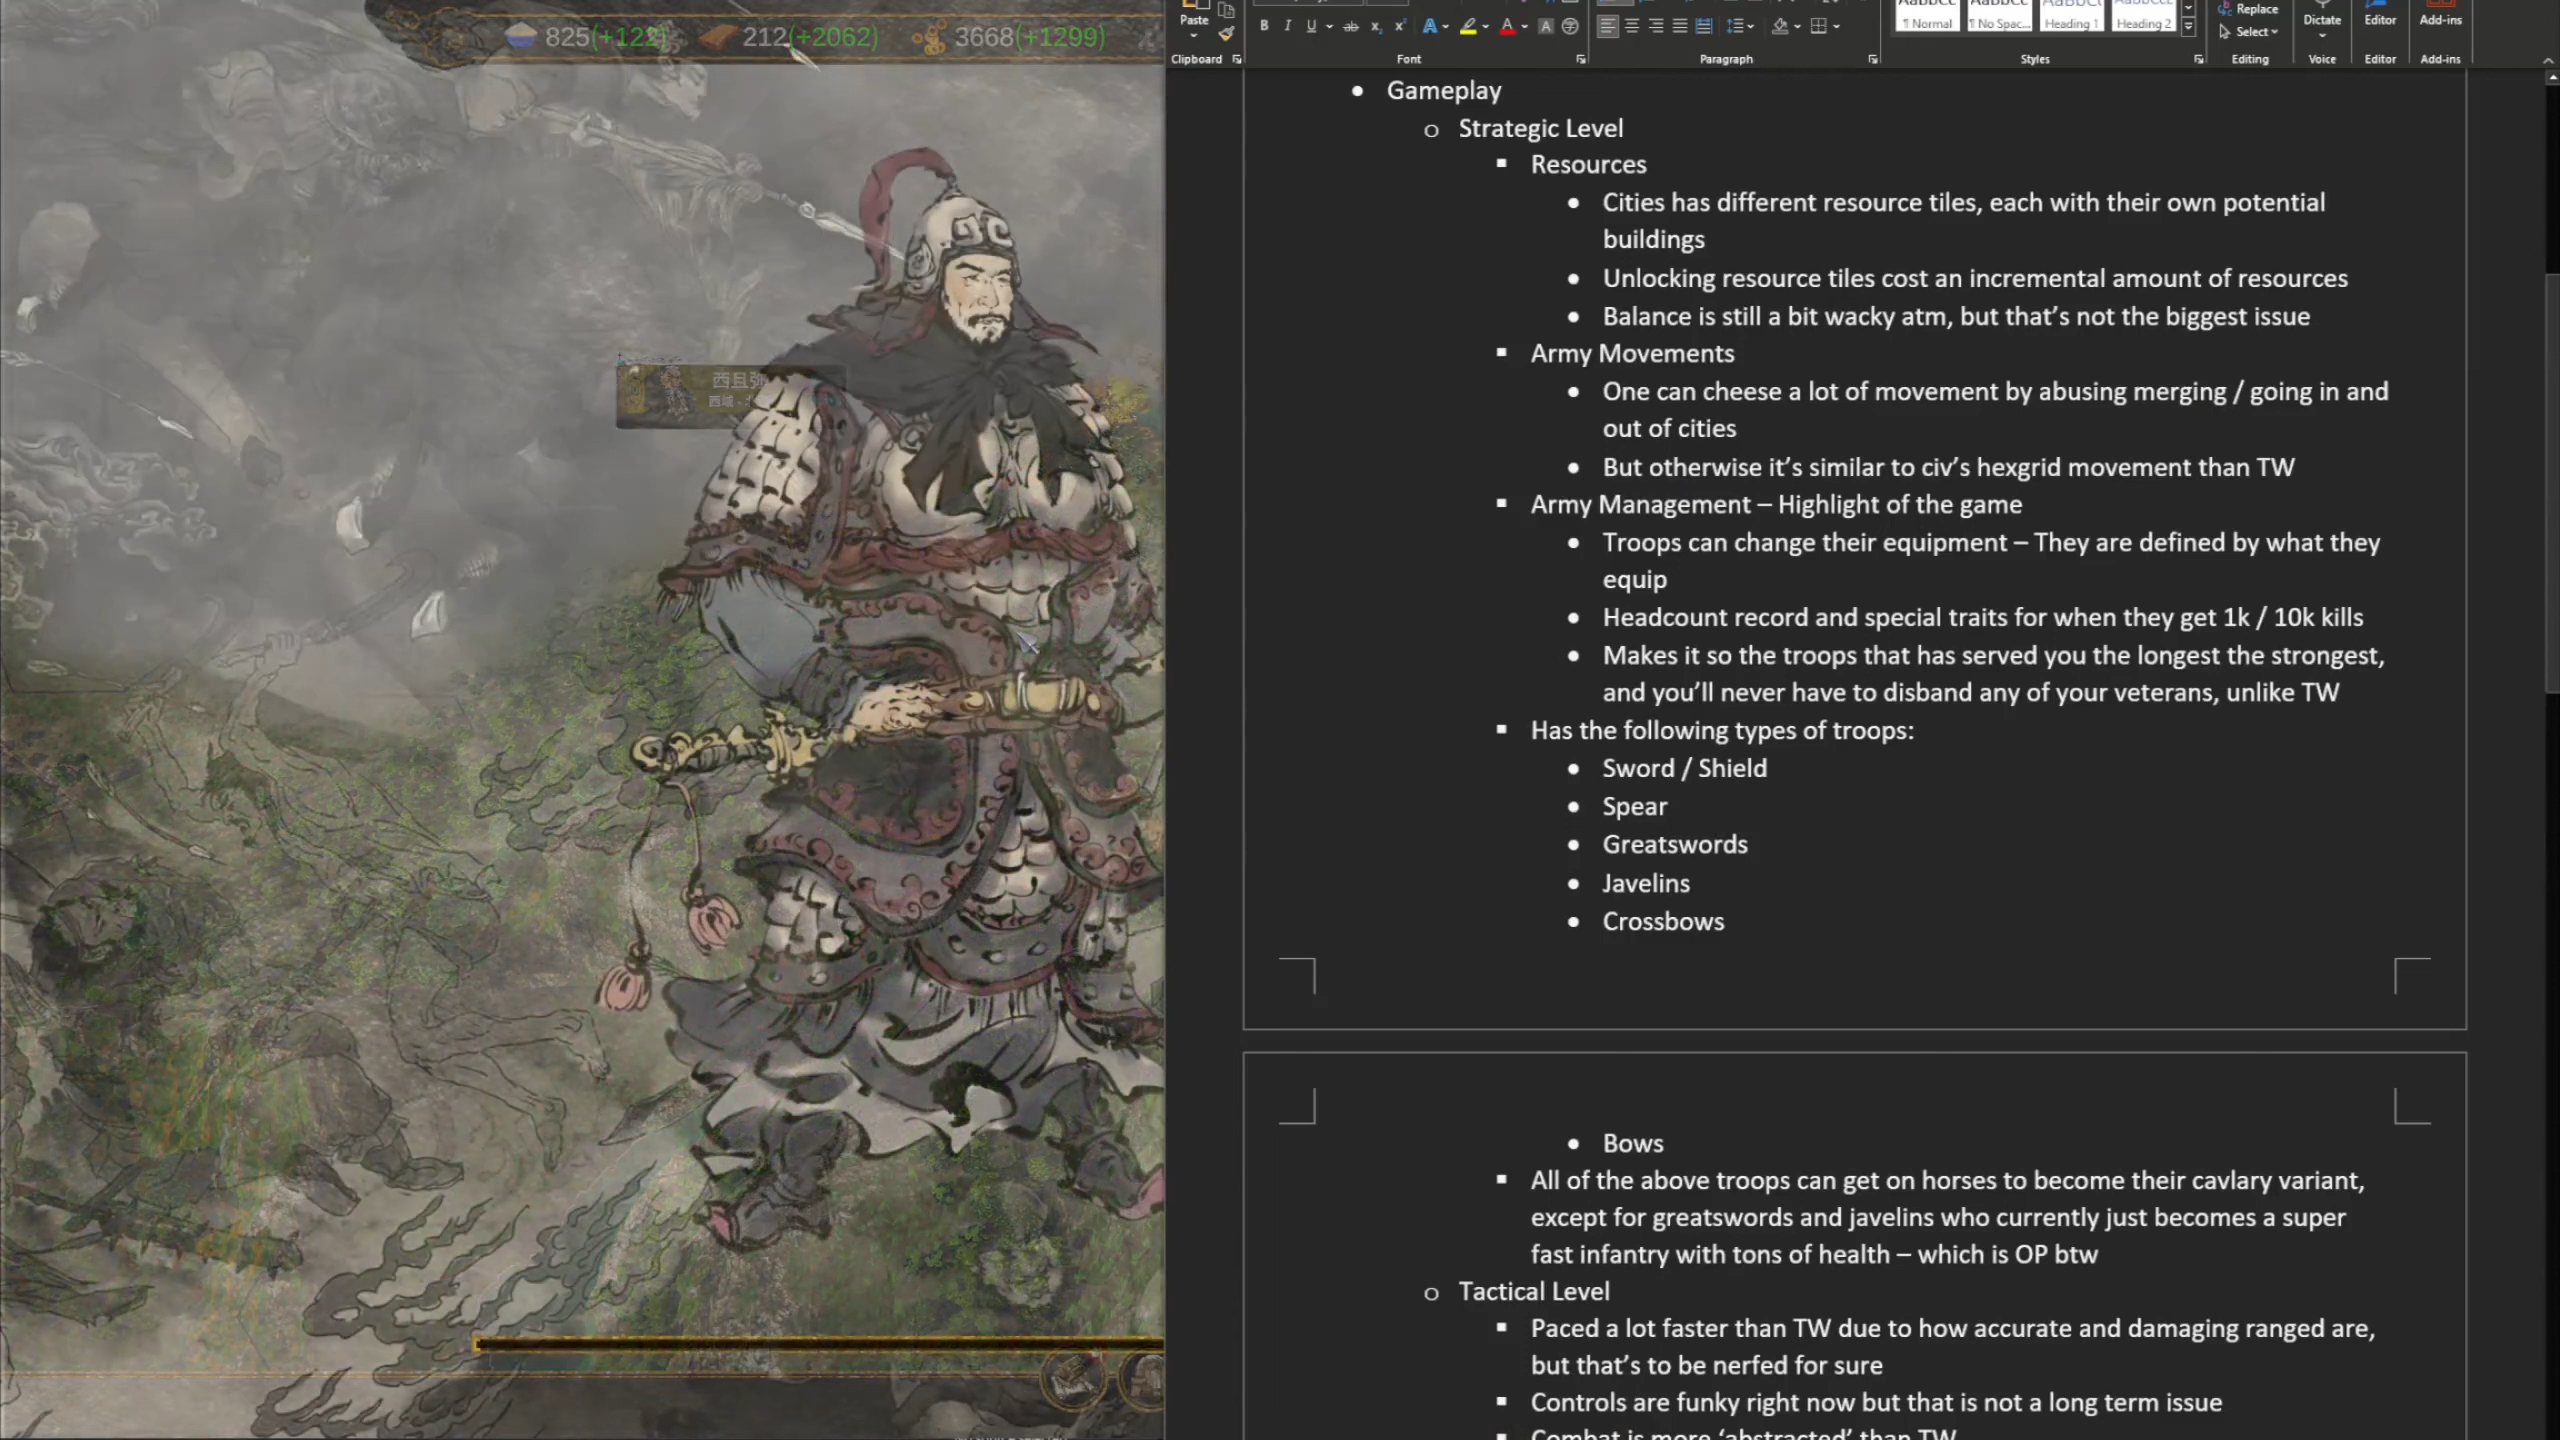 825(+122)
212(+2062)
3668(+1299)
西且弥
西域 - 北
Paste
Clipboard
Font
Paragraph
¶ Normal
¶ No Spac...
Heading 1
Heading 2
Styles
Replace
Select
Editing
Dictate
Voice
Editor
Editor
Add-ins
Add-ins
Gameplay
Strategic Level
Resources
Cities has different resource tiles, each with their own potential
buildings
Unlocking resource tiles cost an incremental amount of resources
Balance is still a bit wacky atm, but that's not the biggest issue
Army Movements
One can cheese a lot of movement by abusing merging / going in and
out of cities
But otherwise it's similar to civ's hexgrid movement than TW
Army Management – Highlight of the game
Troops can change their equipment – They are defined by what they
equip
Headcount record and special traits for when they get 1k / 10k kills
Makes it so the troops that has served you the longest the strongest,
and you'll never have to disband any of your veterans, unlike TW
Has the following types of troops:
Sword / Shield
Spear
Greatswords
Javelins
Crossbows
Bows
All of the above troops can get on horses to become their cavlary variant,
except for greatswords and javelins who currently just becomes a super
fast infantry with tons of health – which is OP btw
Tactical Level
Paced a lot faster than TW due to how accurate and damaging ranged are,
but that's to be nerfed for sure
Controls are funky right now but that is not a long term issue
Combat is more 'abstracted' than TW